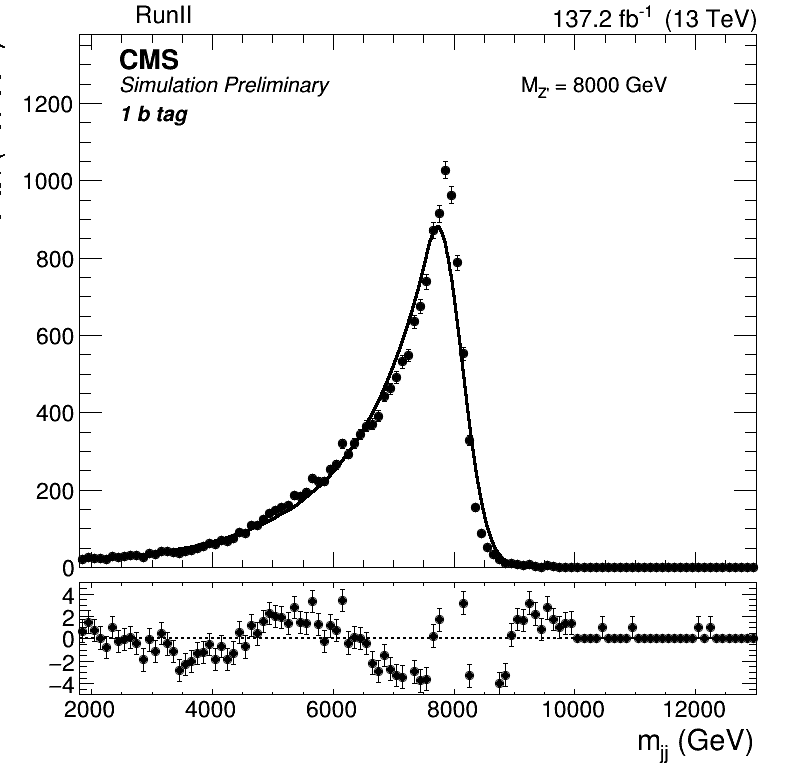 RunII 137.2 fb⁻¹ (13 TeV)
CMS
Simulation Preliminary
M_Z' = 8000 GeV
1 b tag
1200
1000
800
600
400
200
0
4
2
0
−2
−4
2000 4000 6000 8000 10000 12000
m_jj (GeV)